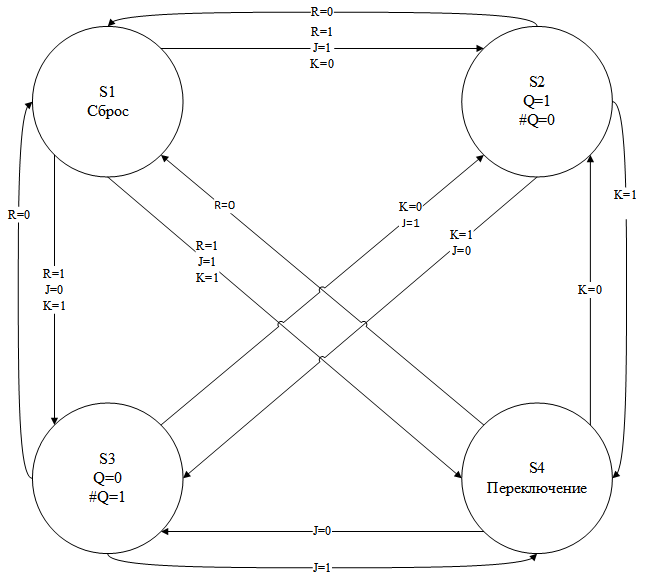 R=0
R=1
J=1
K=0
S1
Сброс
S2
Q=1
#Q=0
R=0
R=0
K=0
J=1
K=1
R=1
J=1
K=1
K=1
J=0
R=1
J=0
K=1
K=0
S3
Q=0
#Q=1
S4
Переключение
J=0
J=1